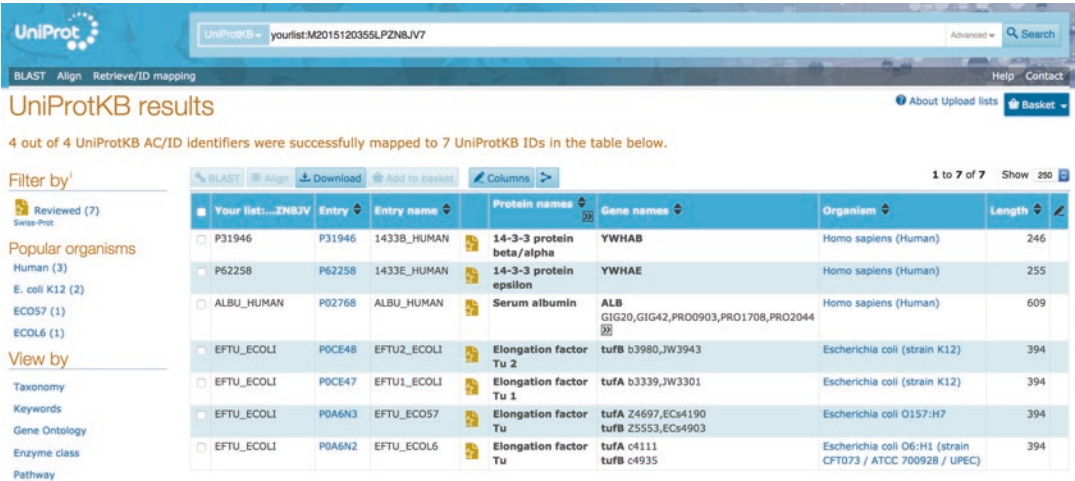 UniProt
UniProtKB yourlist:M2015120355LPZN8JV7 Advanced Search
BLAST Align Retrieve/ID mapping Help Contact
UniProtKB results About Upload lists Basket
4 out of 4 UniProtKB AC/ID identifiers were successfully mapped to 7 UniProtKB IDs in the table below.
Filter by i
Reviewed (7)
Swiss-Prot
Popular organisms
Human (3)
E. coli K12 (2)
ECO57 (1)
ECOL6 (1)
View by
Taxonomy
Keywords
Gene Ontology
Enzyme class
Pathway
BLAST Align Download Add to basket Columns 1 to 7 of 7 Show 250
Your list:...ZN8JV Entry Entry name Protein names Gene names Organism Length
P31946 P31946 1433B_HUMAN 14-3-3 protein YWHAB Homo sapiens (Human) 246
beta/alpha
P62258 P62258 1433E_HUMAN 14-3-3 protein YWHAE Homo sapiens (Human) 255
epsilon
ALBU_HUMAN P02768 ALBU_HUMAN Serum albumin ALB Homo sapiens (Human) 609
GIG20,GIG42,PRO0903,PRO1708,PRO2044
EFTU_ECOLI P0CE48 EFTU2_ECOLI Elongation factor tufB b3980,JW3943 Escherichia coli (strain K12) 394
Tu 2
EFTU_ECOLI P0CE47 EFTU1_ECOLI Elongation factor tufA b3339,JW3301 Escherichia coli (strain K12) 394
Tu 1
EFTU_ECOLI P0A6N3 EFTU_ECO57 Elongation factor tufA Z4697,ECs4190 Escherichia coli O157:H7 394
Tu tufB Z5553,ECs4903
EFTU_ECOLI P0A6N2 EFTU_ECOL6 Elongation factor tufA c4111 Escherichia coli O6:H1 (strain 394
Tu tufB c4935 CFT073 / ATCC 700928 / UPEC)